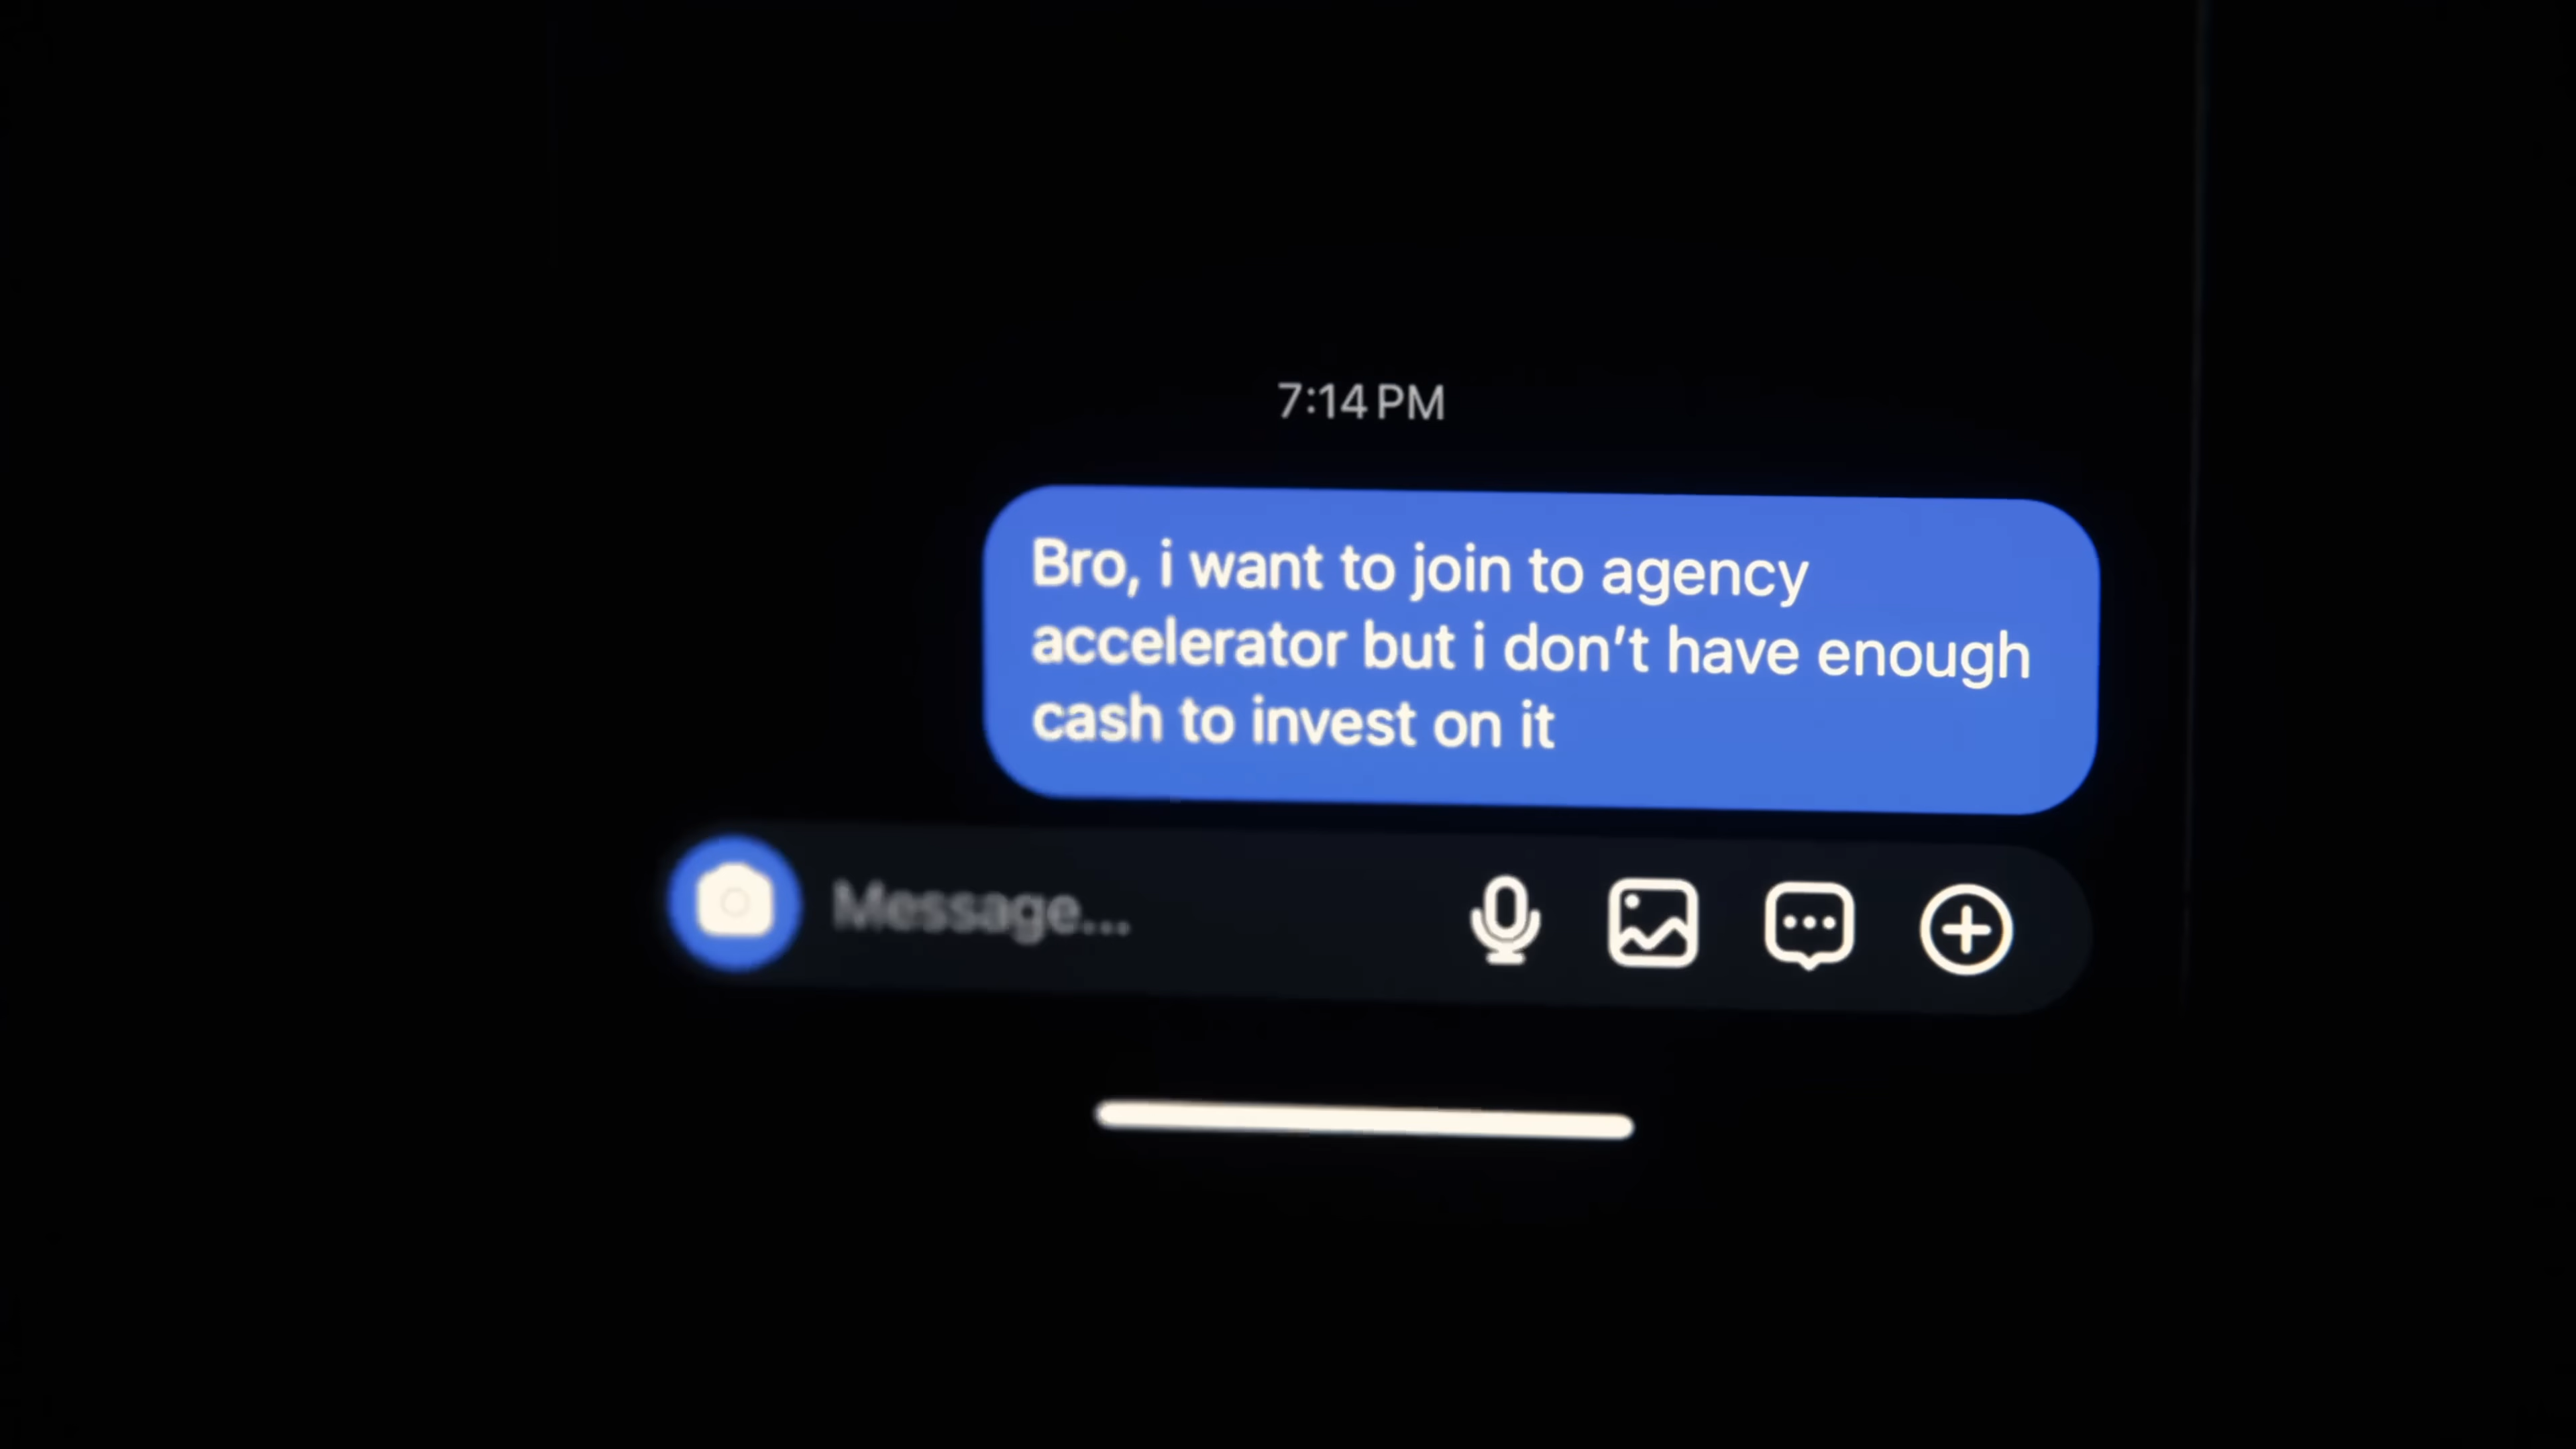 7:14 PM
Bro, i want to join to agency
accelerator but i don’t have enough
cash to invest on it
Message...